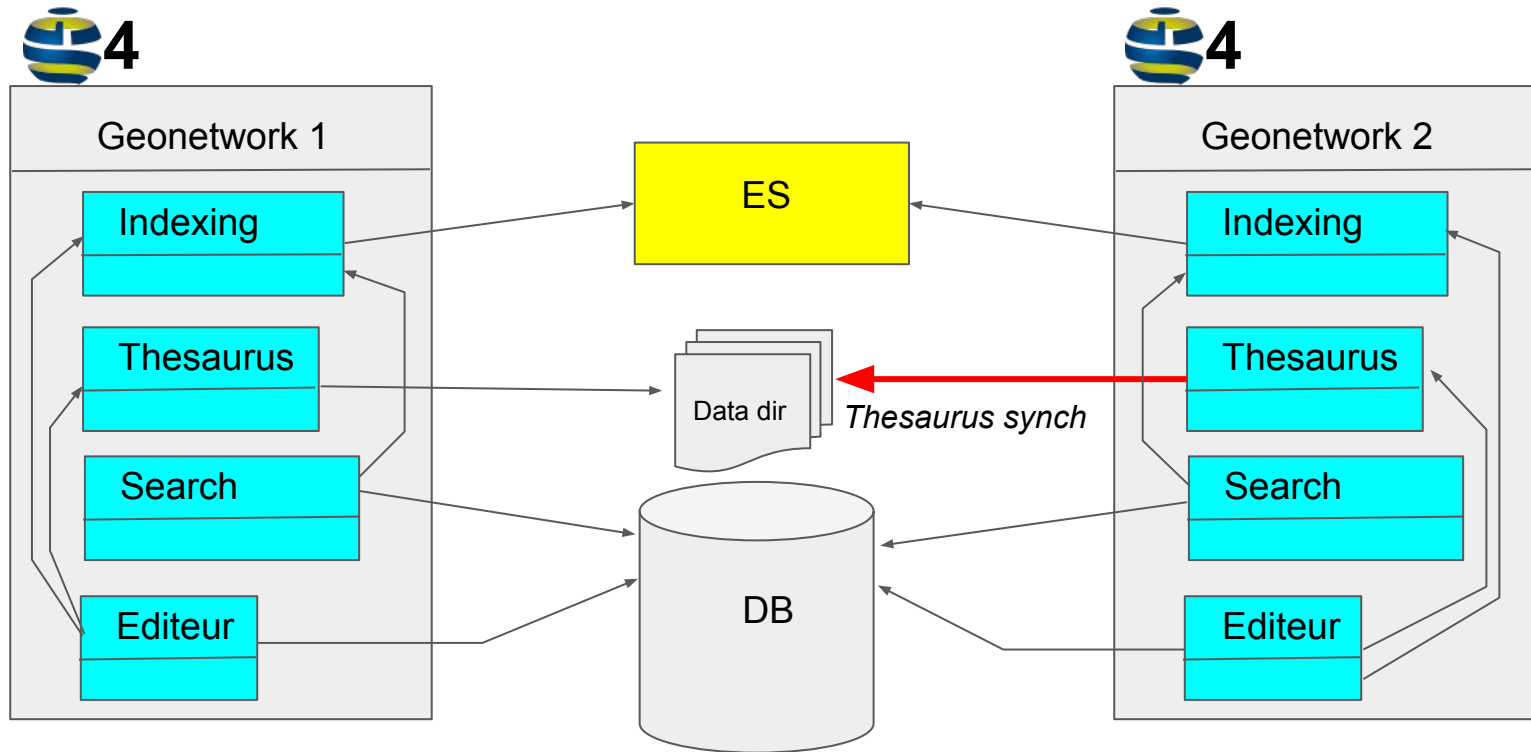 4
4
Geonetwork 1
Geonetwork 2
ES
Indexing
Indexing
Thesaurus
Thesaurus
Data dir
Thesaurus synch
Search
Search
DB
Editeur
Editeur